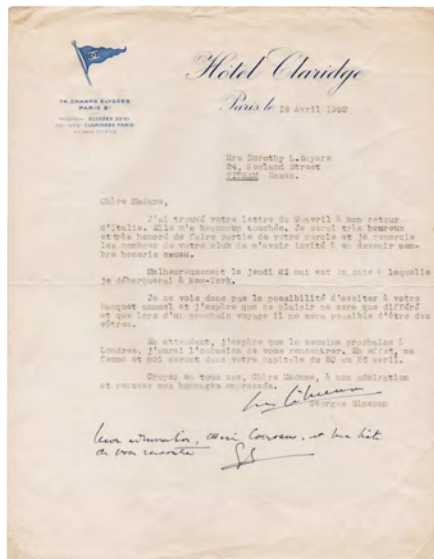 Hôtel Claridge
74, CHAMPS ELYSÉES
PARIS 8ᵉ
Paris, le 18 Avril 1952
Mrs Dorothy L. Sayers
24, Newland Street
WITHAM Essex.
Chère Madame,
J'ai trouvé votre lettre du avril à mon retour
d'Italie. Elle m'a beaucoup touchée. Je serai très heureux
et très honoré de faire partie de votre cercle et je remercie
les membres de votre club de m'avoir invité à en devenir mem-
bre honoris causa.
Malheureusement le jeudi 21 mai est la date à laquelle
je débarquerai à New-York.
Je ne vois donc pas la possibilité d'assister à votre
banquet annuel et j'espère que ce plaisir ne sera que différé
et que lors d'un prochain voyage il me sera possible d'être des
vôtres.
En attendant, j'espère que la semaine prochaine à
Londres, j'aurai l'occasion de vous rencontrer. En effet, ma
femme et moi seront dans votre capitale du 20 au 25 avril.
Croyez en tous cas, Chère Madame, à mon admiration
et recevez mes hommages empressés.
Georges Simenon
de vous rencontrer
GS